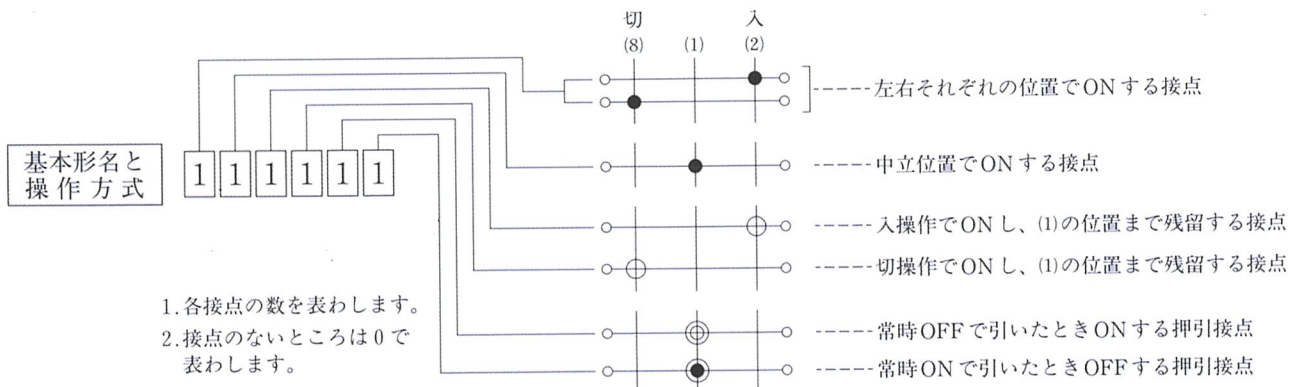 切 入
(8) (1) (2)
左右それぞれの位置でONする接点
基本形名と
操作方式
1 1 1 1 1 1
中立位置でONする接点
入操作でONし、(1)の位置まで残留する接点
切操作でONし、(1)の位置まで残留する接点
1.各接点の数を表わします。
2.接点のないところは0で
表わします。
常時OFFで引いたときONする押引接点
常時ONで引いたときOFFする押引接点